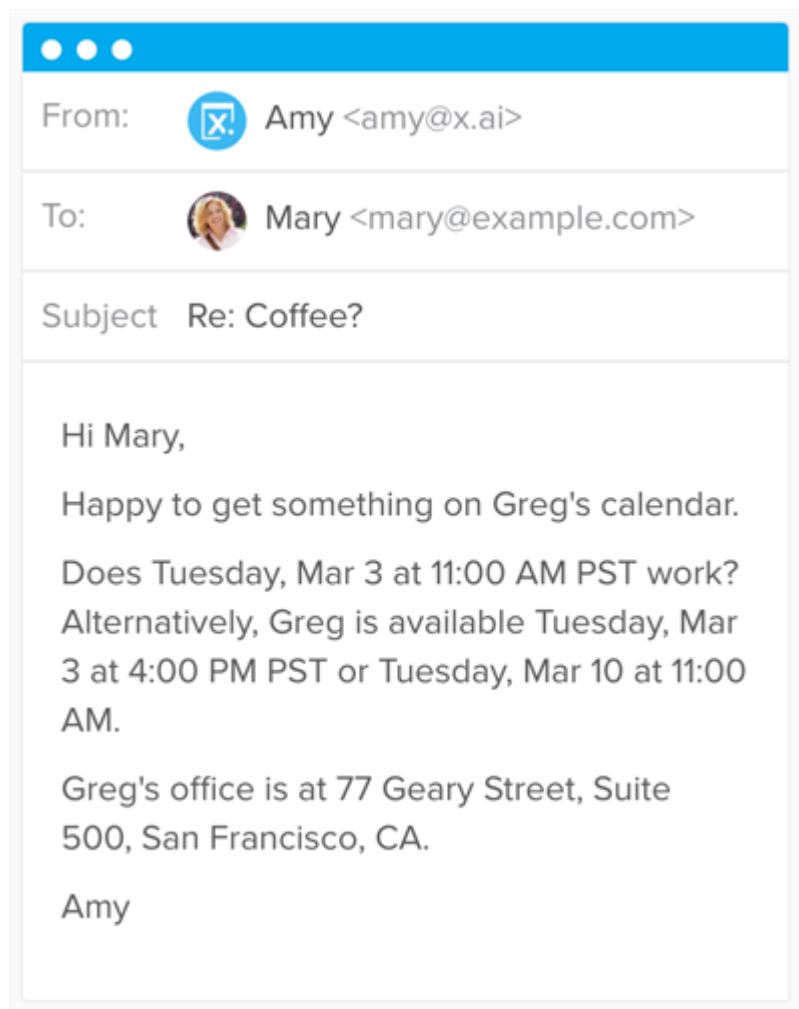 From: x. Amy <amy@x.ai>
To: Mary <mary@example.com>
Subject Re: Coffee?
Hi Mary,
Happy to get something on Greg's calendar.
Does Tuesday, Mar 3 at 11:00 AM PST work?
Alternatively, Greg is available Tuesday, Mar
3 at 4:00 PM PST or Tuesday, Mar 10 at 11:00
AM.
Greg's office is at 77 Geary Street, Suite
500, San Francisco, CA.
Amy